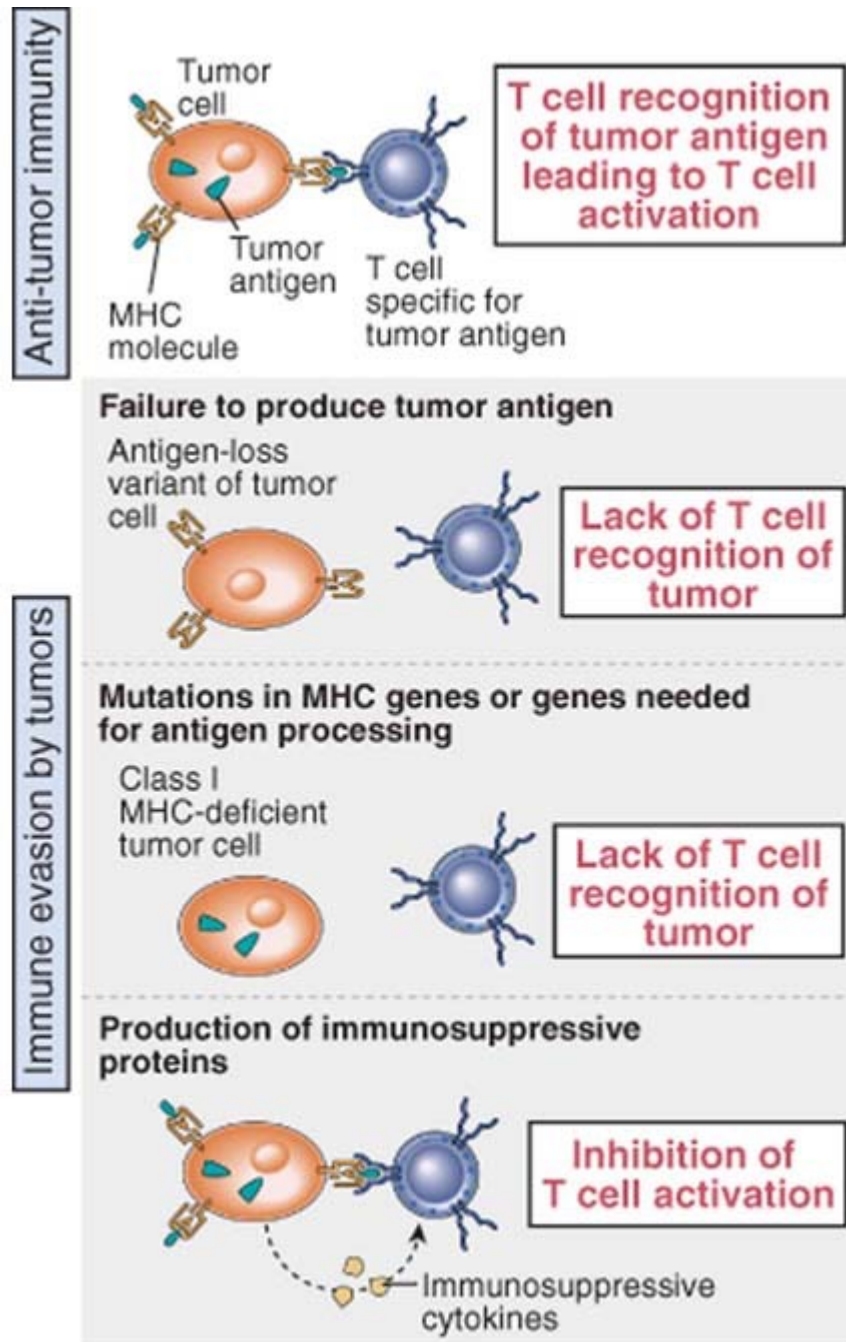 Anti-tumor immunity
Tumor
cell
Tumor
antigen
MHC
molecule
T cell
specific for
tumor antigen
T cell recognition
of tumor antigen
leading to T cell
activation
Immune evasion by tumors
Failure to produce tumor antigen
Antigen-loss
variant of tumor
cell
Lack of T cell
recognition of
tumor
Mutations in MHC genes or genes needed
for antigen processing
Class I
MHC-deficient
tumor cell
Lack of T cell
recognition of
tumor
Production of immunosuppressive
proteins
Inhibition of
T cell activation
Immunosuppressive
cytokines